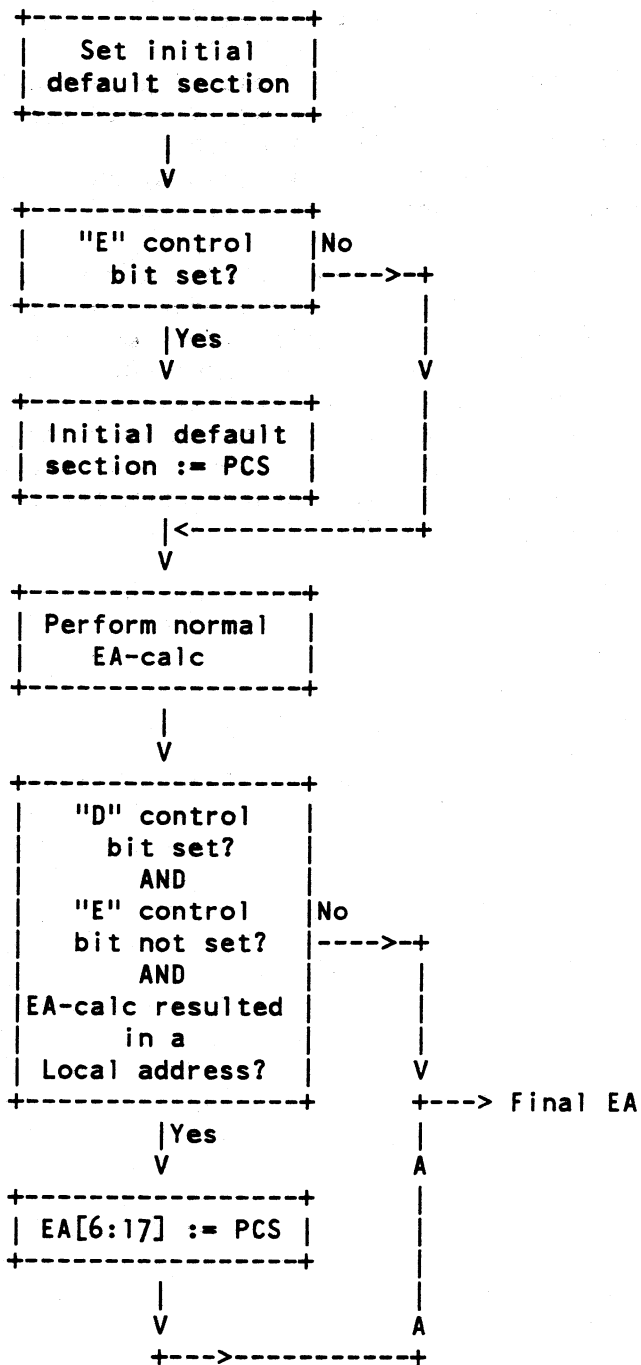 Set initial
default section
"E" control
bit set?
No
Yes
Initial default
section := PCS
Perform normal
EA-calc
"D" control
bit set?
AND
"E" control
bit not set?
AND
EA-calc resulted
in a
Local address?
No
Final EA
Yes
EA[6:17] := PCS